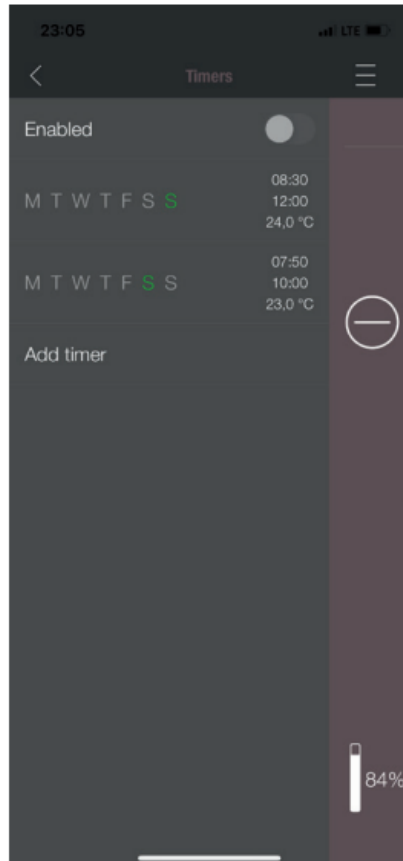 23:05 LTE
Timers
Enabled
M T W T F S S
08:30
12:00
24,0 °C
M T W T F S S
07:50
10:00
23,0 °C
Add timer
84%